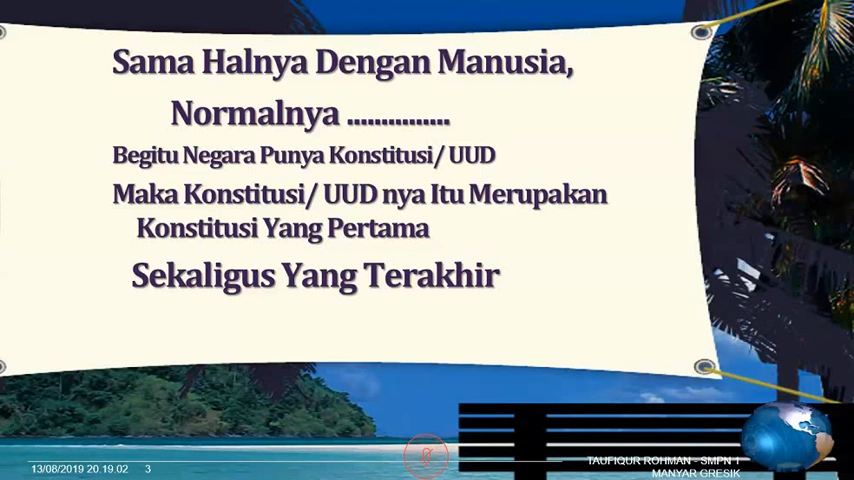 Sama Halnya Dengan Manusia,
Normalnya ...............
Begitu Negara Punya Konstitusi/ UUD
Maka Konstitusi/ UUD nya Itu Merupakan
Konstitusi Yang Pertama
Sekaligus Yang Terakhir
13/08/2019 20.19.02 3
TAUFIQUR ROHMAN - SMPN 1
MANYAR GRESIK